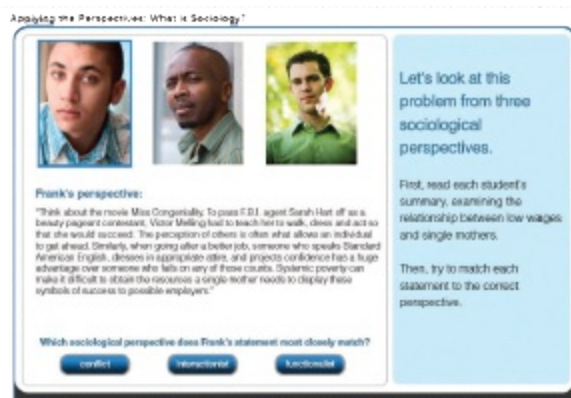 Applying the Perspectives: What is Sociology?
Let's look at this
problem from three
sociological
perspectives.
First, read each student's
summary, examining the
relationship between low wages
and single mothers.
Then, try to match each
statement to the correct
perspective.
Frank's perspective:
"Think about the movie Miss Congeniality. To pass F.B.I. agent Sarah Hart off as a
beauty pageant contestant, Victor Melling had to teach her to walk, dress and act so
that she would succeed. The perception of others is often what allows an individual
to get ahead. Similarly, when going after a better job, someone who speaks Standard
American English, dresses in appropriate attire, and projects confidence has a huge
advantage over someone who fails on any of those counts. Systemic poverty can
make it difficult to obtain the resources a single mother needs to display these
symbols of success to possible employers."
Which sociological perspective does Frank's statement most closely match?
conflict
interactionist
functionalist